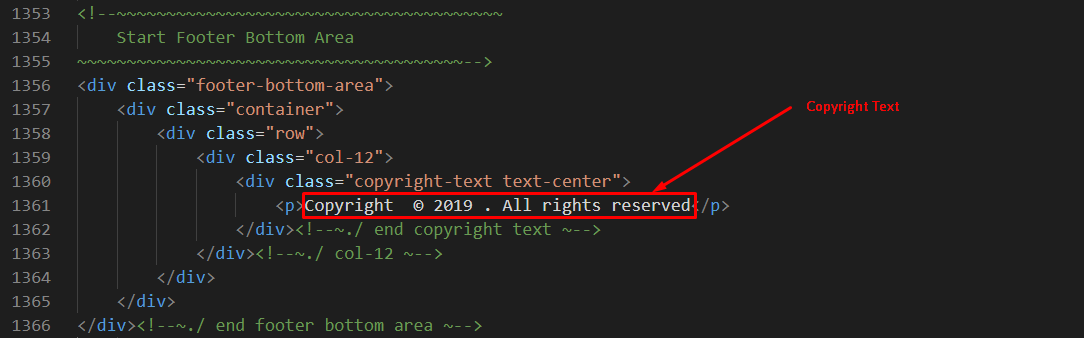 1353 <!--~~~~~~~~~~~~~~~~~~~~~~~~~~~~~~~~~~~~~~~
1354     Start Footer Bottom Area
1355 ~~~~~~~~~~~~~~~~~~~~~~~~~~~~~~~~~~~~~~~-->
1356 <div class="footer-bottom-area">
1357     <div class="container">
Copyright Text
1358         <div class="row">
1359             <div class="col-12">
1360                 <div class="copyright-text text-center">
1361                     <p>Copyright  © 2019 . All rights reserved</p>
1362                 </div><!--~./ end copyright text ~-->
1363             </div><!--~./ col-12 ~-->
1364         </div>
1365     </div>
1366 </div><!--~./ end footer bottom area ~-->